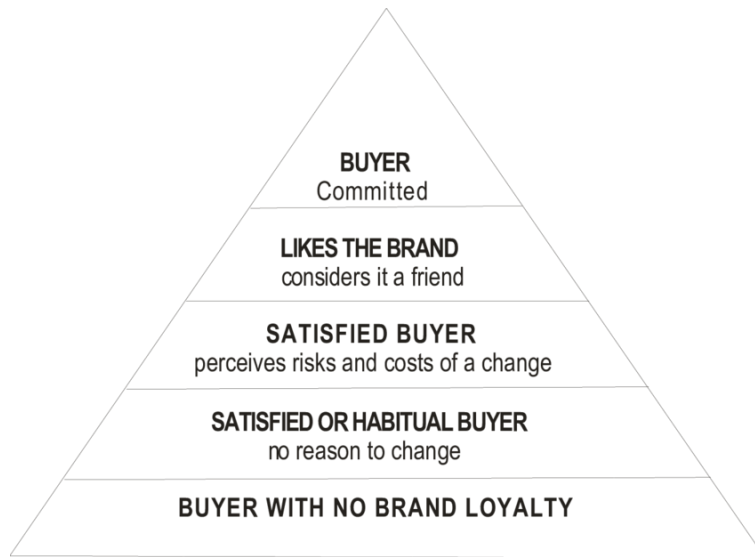 BUYER
Committed
LIKES THE BRAND
considers it a friend
SATISFIED BUYER
perceives risks and costs of a change
SATISFIED OR HABITUAL BUYER
no reason to change
BUYER WITH NO BRAND LOYALTY